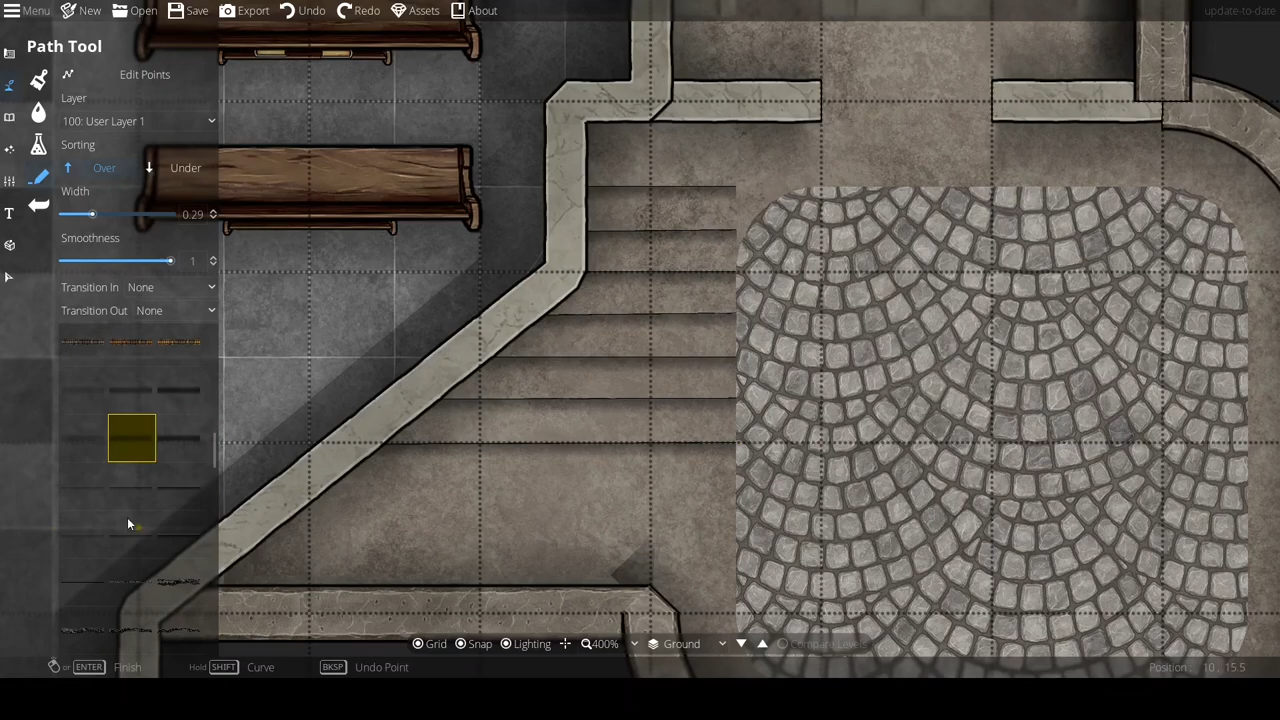 Menu New Open Save Export Undo Redo Assets About update-to-date
Path Tool
Edit Points
Layer
100: User Layer 1
Sorting
Over Under
Width
0.29
Smoothness
1
Transition In None
Transition Out None
Grid Snap Lighting 400% Ground Compare Levels
or ENTER Finish Hold SHIFT Curve BKSP Undo Point Position : 10 , 15.5